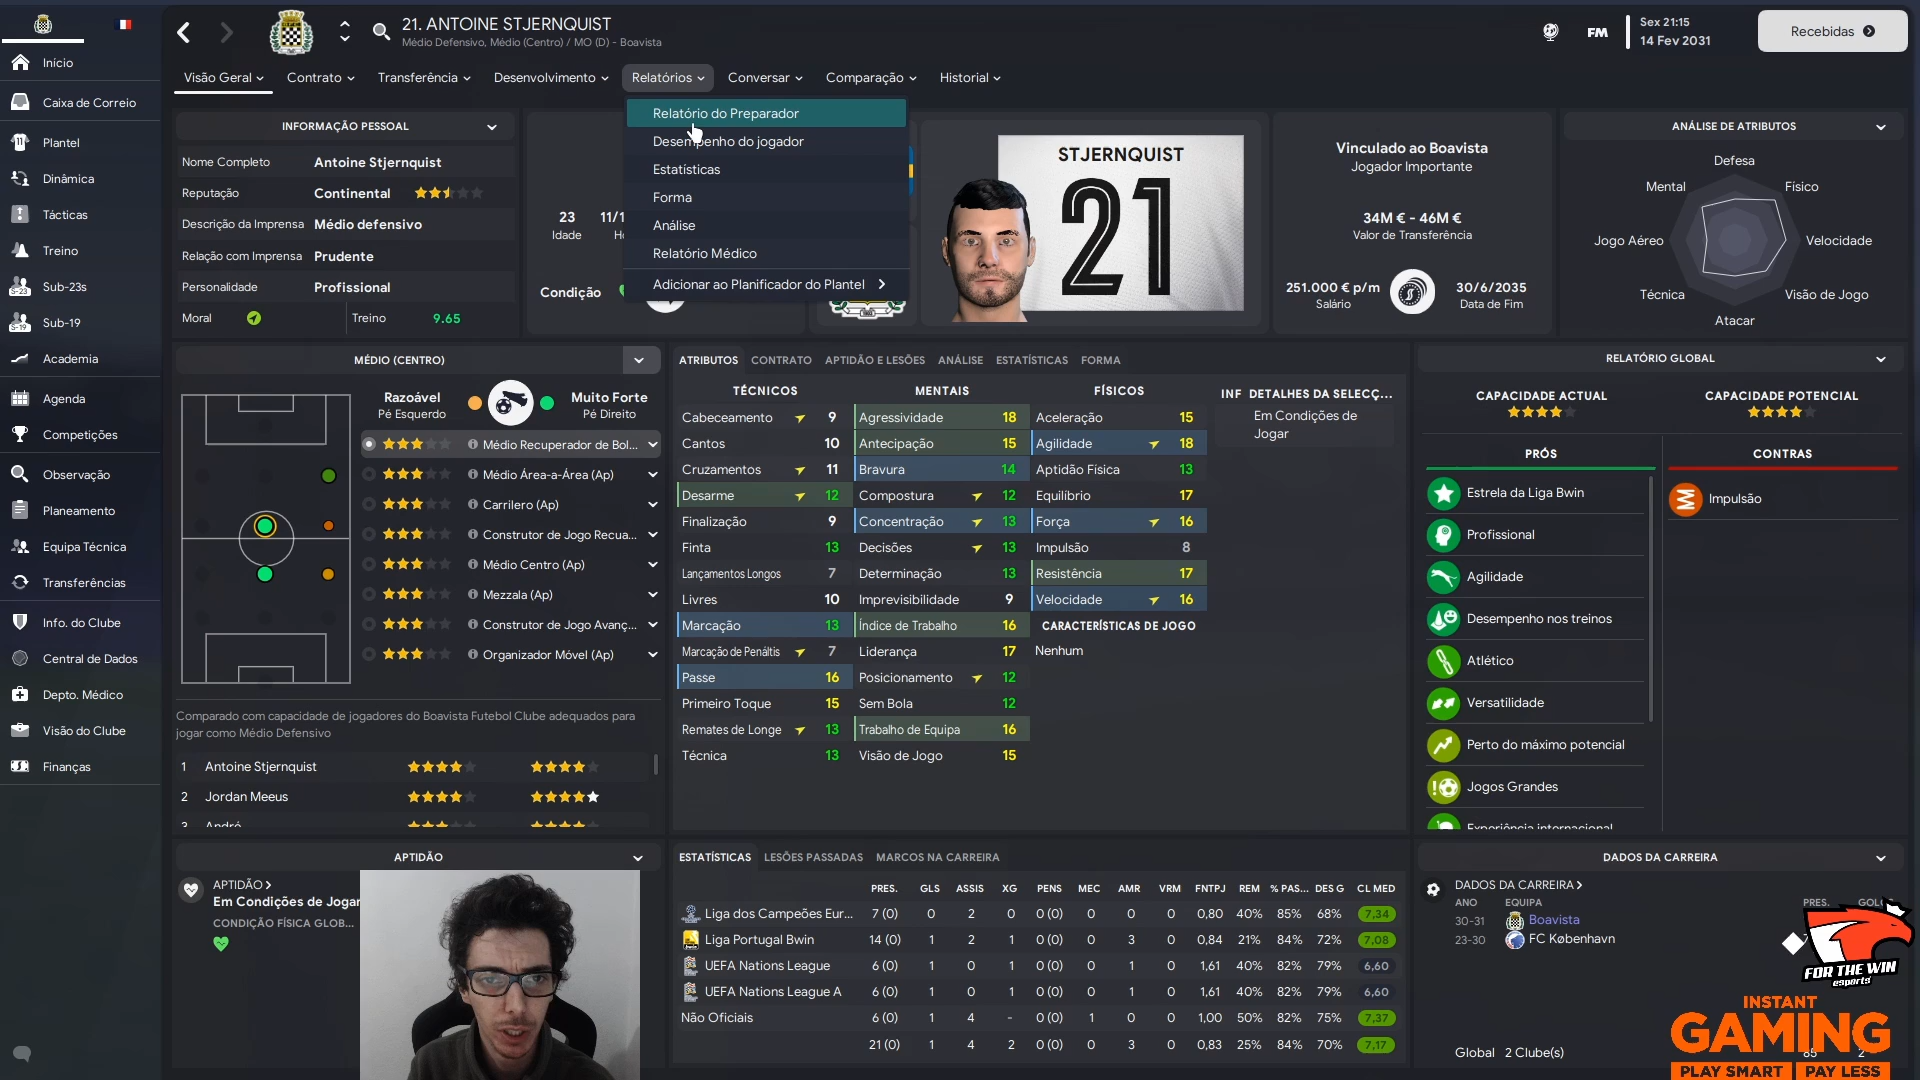 21. ANTOINE STJERNQUIST
Médio Defensivo, Médio (Centro) / MO (D) - Boavista
FM
Sex 21:15
14 Fev 2031
Recebidas
Início
Caixa de Correio
Plantel
Dinâmica
Tácticas
Treino
Sub-23s
Sub-19
Academia
Agenda
Competições
Observação
Planeamento
Equipa Técnica
Transferências
Info. do Clube
Central de Dados
Depto. Médico
Visão do Clube
Finanças
Visão Geral
Contrato
Transferência
Desenvolvimento
Relatórios
Conversar
Comparação
Historial
Relatório do Preparador
Desempenho do jogador
Estatísticas
Forma
Análise
Relatório Médico
Adicionar ao Planificador do Plantel
INFORMAÇÃO PESSOAL
Nome Completo Antoine Stjernquist
Reputação Continental
Descrição da Imprensa Médio defensivo
Relação com Imprensa Prudente
Personalidade Profissional
Moral Treino 9.65
23
Idade
11/1
Condição
STJERNQUIST
21
Vinculado ao Boavista
Jogador Importante
34M € - 46M €
Valor de Transferência
251.000 € p/m
Salário
30/6/2035
Data de Fim
ANÁLISE DE ATRIBUTOS
Defesa
Mental
Físico
Jogo Aéreo
Velocidade
Técnica
Visão de Jogo
Atacar
MÉDIO (CENTRO)
Razoável
Pé Esquerdo
Muito Forte
Pé Direito
Médio Recuperador de Bol...
Médio Área-a-Área (Ap)
Carrilero (Ap)
Construtor de Jogo Recua...
Médio Centro (Ap)
Mezzala (Ap)
Construtor de Jogo Avanç...
Organizador Móvel (Ap)
Comparado com capacidade de jogadores do Boavista Futebol Clube adequados para
jogar como Médio Defensivo
1 Antoine Stjernquist
2 Jordan Meeus
3 André
ATRIBUTOS CONTRATO APTIDÃO E LESÕES ANÁLISE ESTATÍSTICAS FORMA
TÉCNICOS
Cabeceamento 9
Cantos 10
Cruzamentos 11
Desarme 12
Finalização 9
Finta 13
Lançamentos Longos 7
Livres 10
Marcação 13
Marcação de Penáltis 7
Passe 16
Primeiro Toque 15
Remates de Longe 13
Técnica 13
MENTAIS
Agressividade 18
Antecipação 15
Bravura 14
Compostura 12
Concentração 13
Decisões 13
Determinação 13
Imprevisibilidade 9
Índice de Trabalho 16
Liderança 17
Posicionamento 12
Sem Bola 12
Trabalho de Equipa 16
Visão de Jogo 15
FÍSICOS
Aceleração 15
Agilidade 18
Aptidão Física 13
Equilíbrio 17
Força 16
Impulsão 8
Resistência 17
Velocidade 16
CARACTERÍSTICAS DE JOGO
Nenhum
INF DETALHES DA SELECÇ...
Em Condições de
Jogar
RELATÓRIO GLOBAL
CAPACIDADE ACTUAL
CAPACIDADE POTENCIAL
PRÓS
Estrela da Liga Bwin
Profissional
Agilidade
Desempenho nos treinos
Atlético
Versatilidade
Perto do máximo potencial
Jogos Grandes
Experiência internacional
CONTRAS
Impulsão
APTIDÃO
APTIDÃO
Em Condições de Jogar
CONDIÇÃO FÍSICA GLOB...
ESTATÍSTICAS LESÕES PASSADAS MARCOS NA CARREIRA
PRES. GLS ASSIS XG PENS MEC AMR VRM FNTPJ REM % PAS... DES G CL MED
Liga dos Campeões Eur... 7 (0) 0 2 0 0 (0) 0 0 0 0,80 40% 85% 68% 7,34
Liga Portugal Bwin 14 (0) 1 2 1 0 (0) 0 3 0 0,84 21% 84% 72% 7,08
UEFA Nations League 6 (0) 1 0 1 0 (0) 0 1 0 1,61 40% 82% 79% 6,60
UEFA Nations League A 6 (0) 1 0 1 0 (0) 0 1 0 1,61 40% 82% 79% 6,60
Não Oficiais 6 (0) 1 4 - 0 (0) 1 0 0 1,00 50% 82% 75% 7,37
21 (0) 1 4 2 0 (0) 0 3 0 0,83 25% 84% 70% 7,17
DADOS DA CARREIRA
DADOS DA CARREIRA
ANO EQUIPA PRES.
30-31 Boavista
23-30 FC København
Global 2 Clube(s) 85 2
FOR THE WIN
esports
INSTANT
GAMING
PLAY SMART PAY LESS